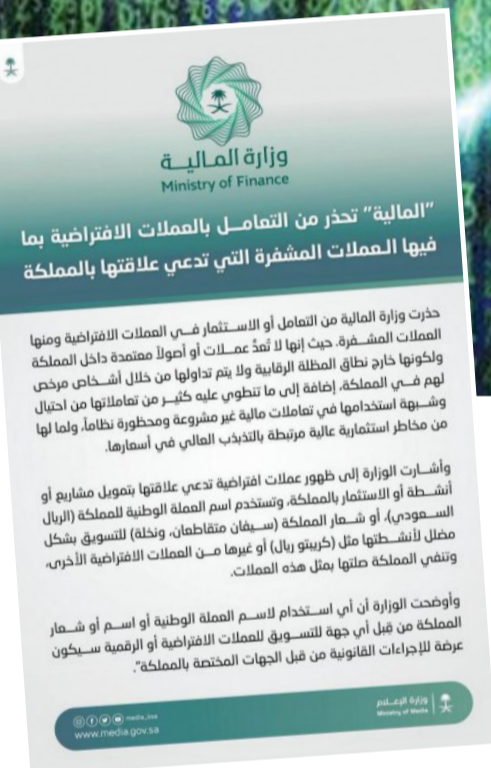 وزارة المالية
Ministry of Finance
"المالية" تحذر من التعامل بالعملات الافتراضية بما
فيها العملات المشفرة التي تدعي علاقتها بالمملكة
حذرت وزارة المالية من التعامل أو الاستثمار في العملات الافتراضية ومنها
العملات المشفرة، حيث إنها لا تُعدُّ عملات أو أصولاً معتمدة داخل المملكة
ولكونها خارج نطاق المظلة الرقابية ولا يتم تداولها من خلال أشخاص مرخص
لهم في المملكة، إضافة إلى ما تنطوي عليه كثير من تعاملاتها من احتيال
وشبهة استخدامها في تعاملات مالية غير مشروعة ومحظورة نظاماً، ولما لها
من مخاطر استثمارية عالية مرتبطة بالتذبذب العالي في أسعارها.
وأشارت الوزارة إلى ظهور عملات افتراضية تدعي علاقتها بتمويل مشاريع أو
أنشطة أو الاستثمار بالمملكة، وتستخدم اسم العملة الوطنية للمملكة (الريال
السعودي)، أو شعار المملكة (سيفان متقاطعان، ونخلة) للتسويق بشكل
مضلل لأنشطتها مثل (كريبتو ريال) أو غيرها من العملات الافتراضية الأخرى،
وتنفي المملكة صلتها بمثل هذه العملات.
وأوضحت الوزارة أن أي استخدام لاسم العملة الوطنية أو اسم أو شعار
المملكة من قِبل أي جهة للتسويق للعملات الافتراضية أو الرقمية سيكون
عرضة للإجراءات القانونية من قبل الجهات المختصة بالمملكة".
وزارة الإعلام
Ministry of Media
media_ksa
www.media.gov.sa